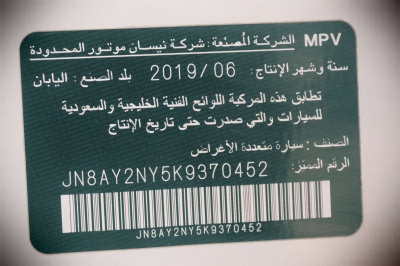 MPV الشركة المصنعة : شركة نيسان موتور المحدودة
سنة وشهر الإنتاج: 2019/06 بلد الصنع: اليابان
تطابق هذه المركبة اللوائح الفنية الخليجية والسعودية
للسيارات والتي صدرت حتى تاريخ الإنتاج
الصنف : سيارة متعددة الأغراض
الرقم المميّز:
JN8AY2NY5K9370452
JN8AY2NY5K9370452